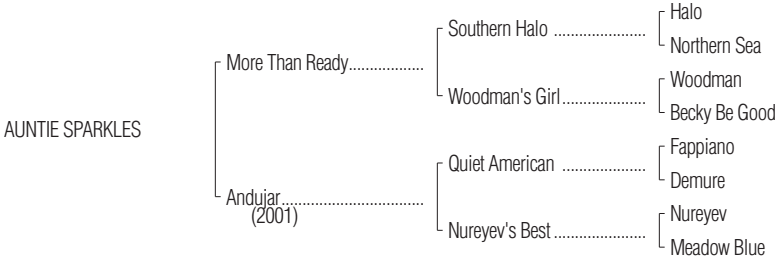 Halo
Southern Halo ......................
Northern Sea
More Than Ready..................
Woodman
Woodman's Girl....................
Becky Be Good
AUNTIE SPARKLES
Fappiano
Quiet American ....................
Demure
Andujar..................................
(2001)
Nureyev
Nureyev's Best ......................
Meadow Blue